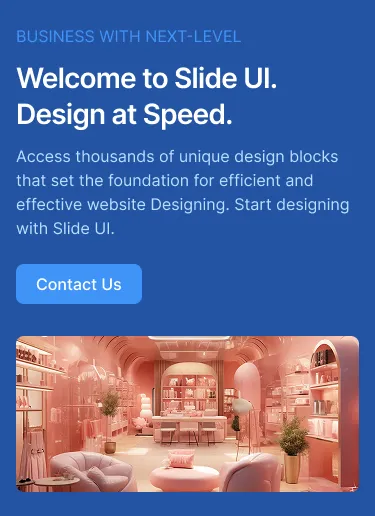 BUSINESS WITH NEXT-LEVEL
Welcome to Slide UI.
Design at Speed.
Access thousands of unique design blocks
that set the foundation for efficient and
effective website Designing. Start designing
with Slide UI.
Contact Us